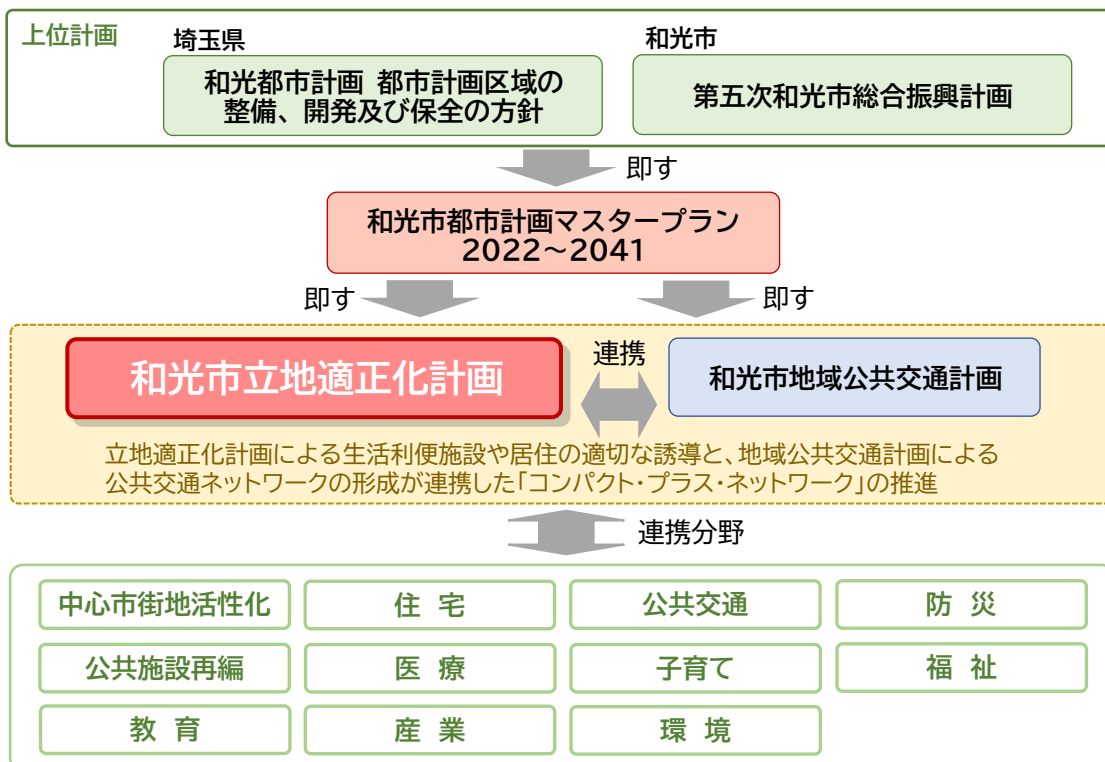 上位計画
埼玉県
和光都市計画 都市計画区域の
整備、開発及び保全の方針
和光市
第五次和光市総合振興計画
即す
和光市都市計画マスタープラン
2022～2041
即す
即す
和光市立地適正化計画
連携
和光市地域公共交通計画
立地適正化計画による生活利便施設や居住の適切な誘導と、地域公共交通計画による
公共交通ネットワークの形成が連携した「コンパクト・プラス・ネットワーク」の推進
連携分野
中心市街地活性化
住 宅
公共交通
防 災
公共施設再編
医 療
子育て
福 祉
教 育
産 業
環 境